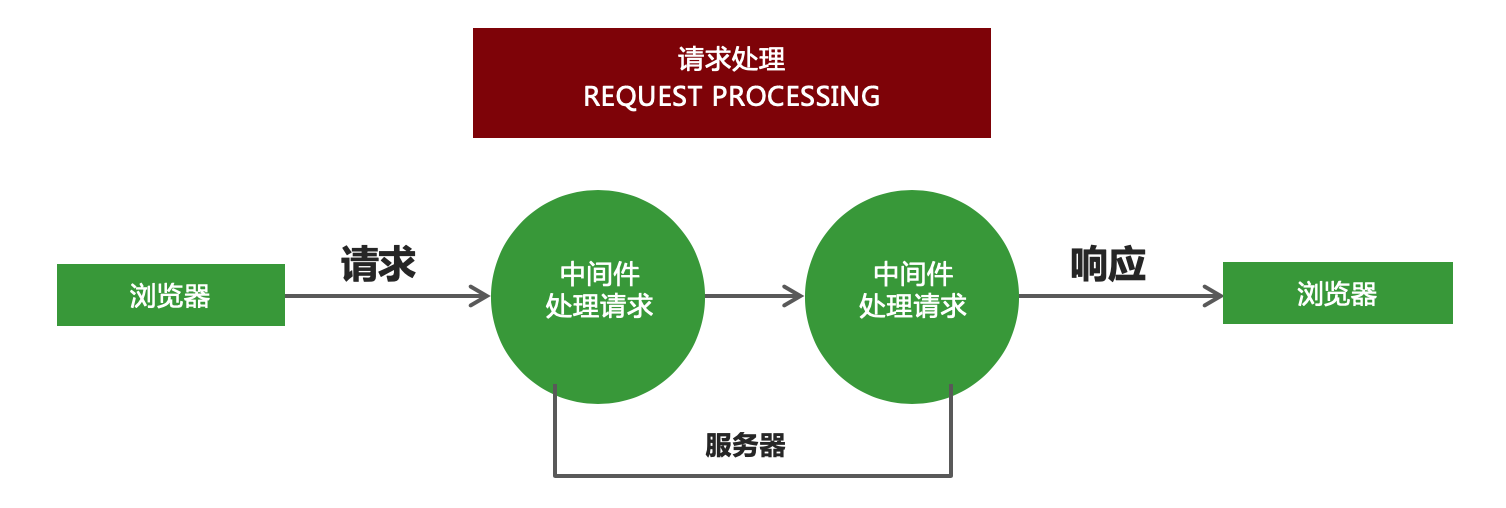 请求处理
REQUEST PROCESSING
浏览器
请求
中间件
处理请求
中间件
处理请求
响应
浏览器
服务器